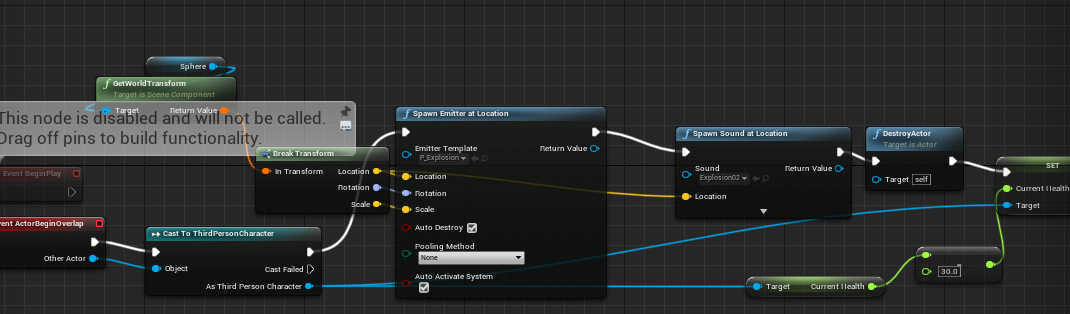 Sphere
GetWorldTransform
Target is Scene Component
Target
Return Value
This node is disabled and will not be called.
Drag off pins to build functionality.
Event BeginPlay
Event ActorBeginOverlap
Other Actor
Break Transform
In Transform
Location
Rotation
Scale
Cast To ThirdPersonCharacter
Object
Cast Failed
As Third Person Character
Spawn Emitter at Location
Emitter Template
P_Explosion
Return Value
Location
Rotation
Scale
Auto Destroy
Pooling Method
None
Auto Activate System
Spawn Sound at Location
Sound
Return Value
Explosion02
Location
DestroyActor
Target is Actor
Target self
SET
Current Health
Target
Target
Current Health
30.0